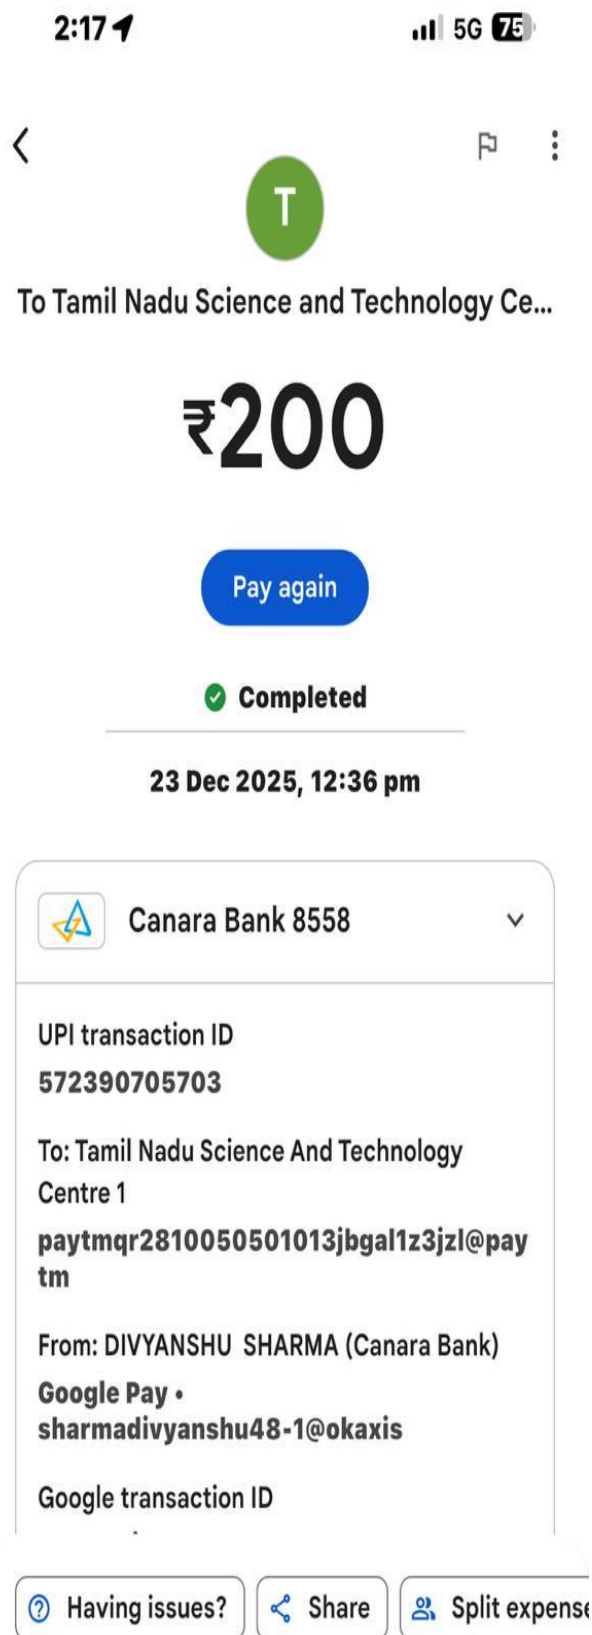 2:17
5G 75
T
To Tamil Nadu Science and Technology Ce...
₹200
Pay again
Completed
23 Dec 2025, 12:36 pm
Canara Bank 8558
UPI transaction ID
572390705703
To: Tamil Nadu Science And Technology
Centre 1
paytmqr2810050501013jbgal1z3jzl@pay
tm
From: DIVYANSHU SHARMA (Canara Bank)
Google Pay •
sharmadivyanshu48-1@okaxis
Google transaction ID
Having issues?
Share
Split expense